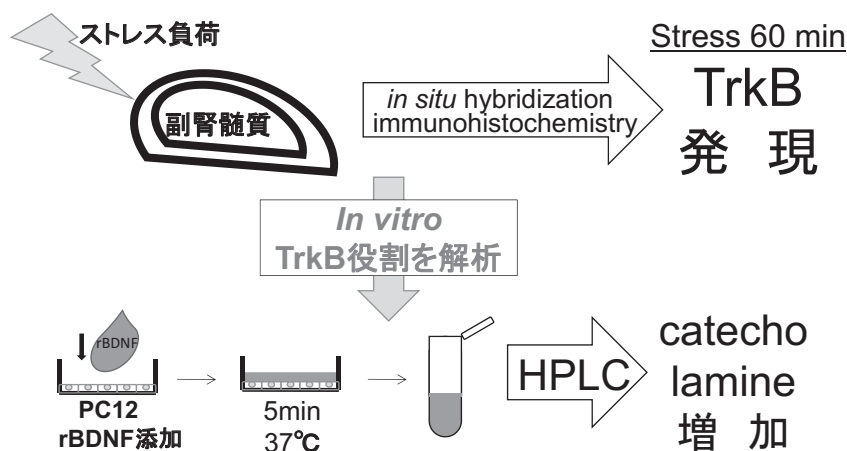 ストレス負荷
副腎髄質
in situ hybridization
immunohistochemistry
Stress 60 min
TrkB
発 現
In vitro
TrkB役割を解析
rBDNF
PC12
rBDNF添加
5min
37℃
HPLC
catecho
lamine
増 加